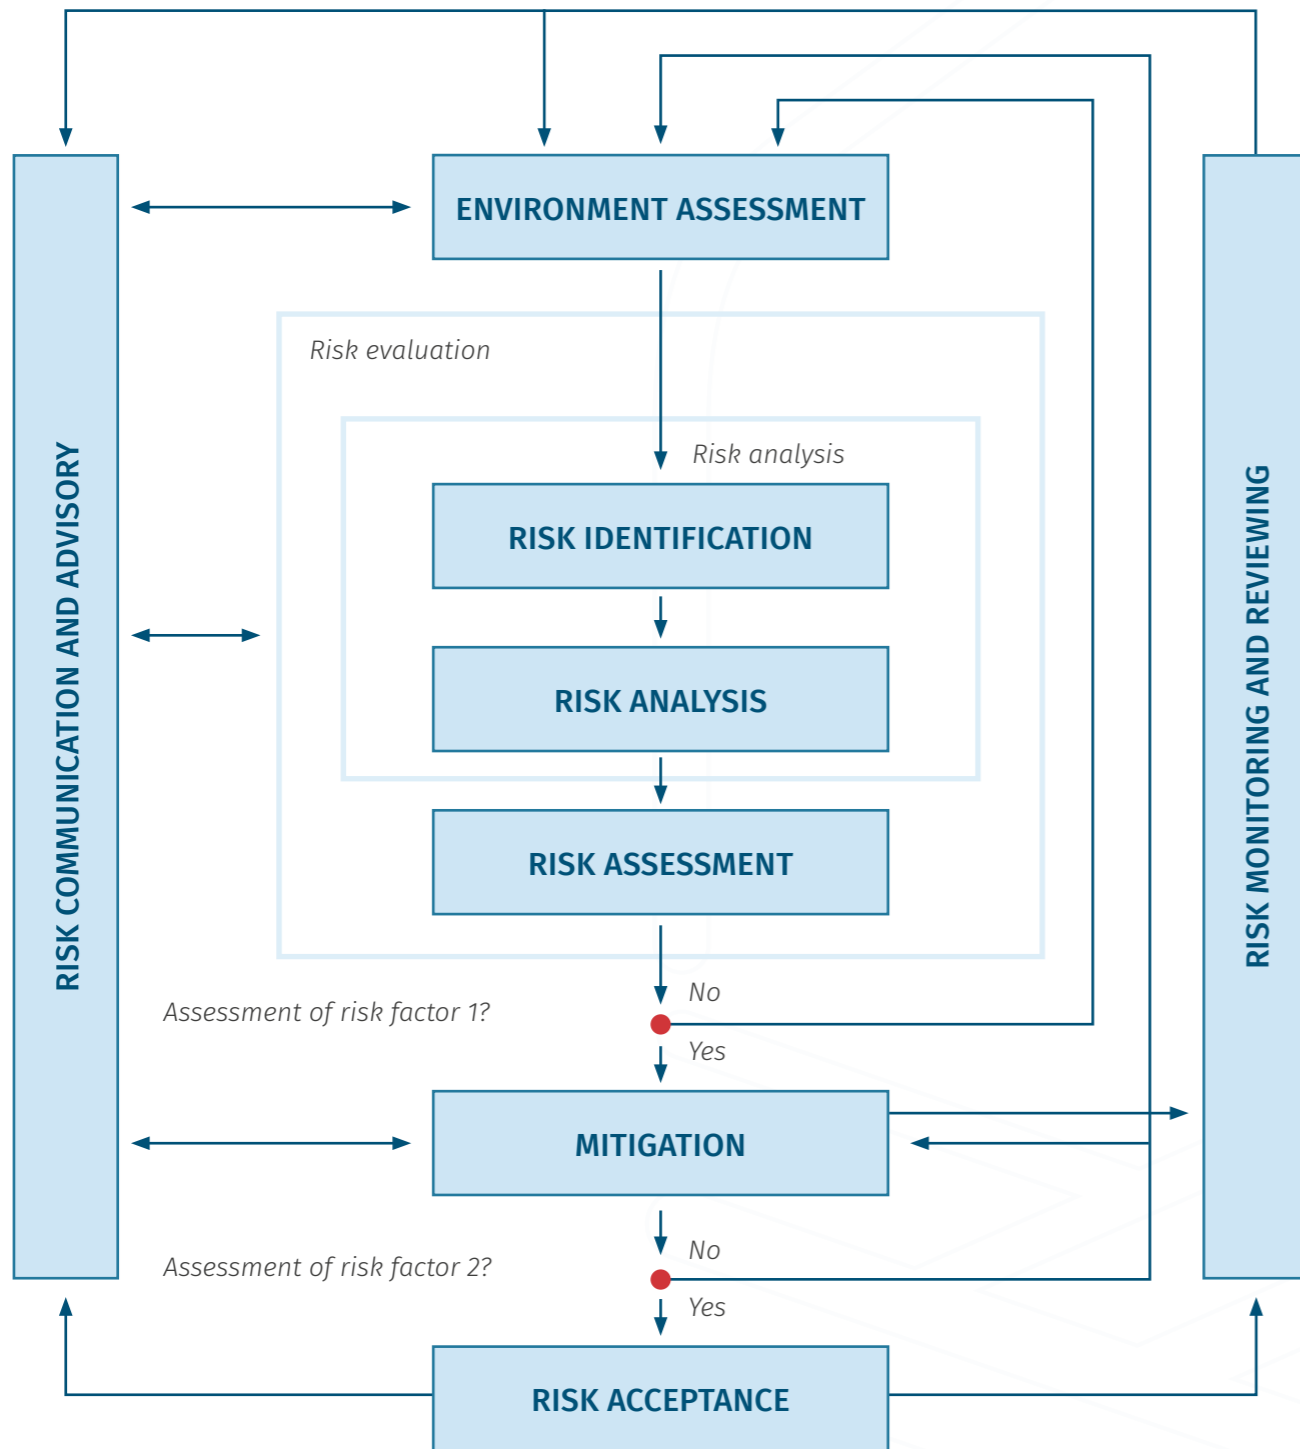 ENVIRONMENT ASSESSMENT
Risk evaluation
Risk analysis
RISK IDENTIFICATION
RISK ANALYSIS
RISK ASSESSMENT
RISK COMMUNICATION AND ADVISORY
RISK MONITORING AND REVIEWING
No
Assessment of risk factor 1?
Yes
MITIGATION
No
Assessment of risk factor 2?
Yes
RISK ACCEPTANCE